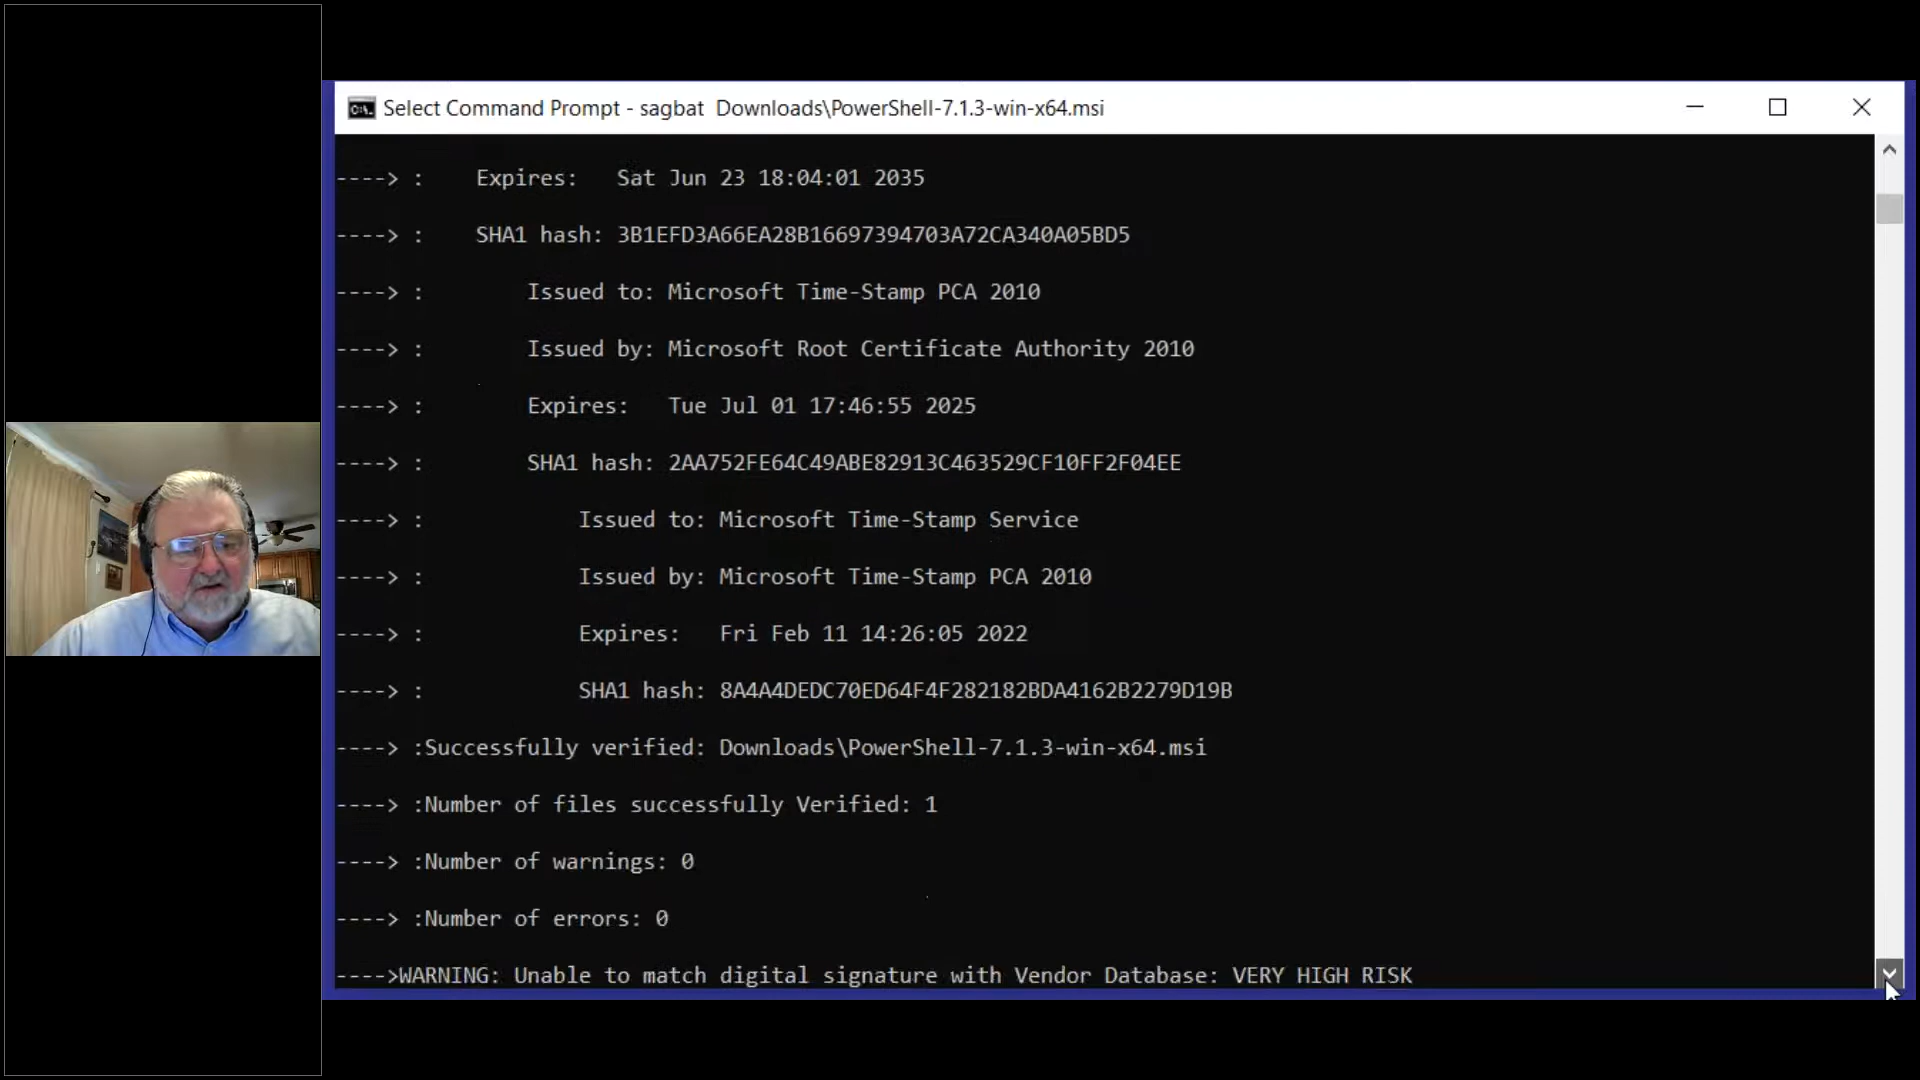 Select Command Prompt - sagbat  Downloads\PowerShell-7.1.3-win-x64.msi
----> :    Expires:   Sat Jun 23 18:04:01 2035
----> :    SHA1 hash: 3B1EFD3A66EA28B16697394703A72CA340A05BD5
----> :        Issued to: Microsoft Time-Stamp PCA 2010
----> :        Issued by: Microsoft Root Certificate Authority 2010
----> :        Expires:   Tue Jul 01 17:46:55 2025
----> :        SHA1 hash: 2AA752FE64C49ABE82913C463529CF10FF2F04EE
----> :            Issued to: Microsoft Time-Stamp Service
----> :            Issued by: Microsoft Time-Stamp PCA 2010
----> :            Expires:   Fri Feb 11 14:26:05 2022
----> :            SHA1 hash: 8A4A4DEDC70ED64F4F282182BDA4162B2279D19B
----> :Successfully verified: Downloads\PowerShell-7.1.3-win-x64.msi
----> :Number of files successfully Verified: 1
----> :Number of warnings: 0
----> :Number of errors: 0
---->WARNING: Unable to match digital signature with Vendor Database: VERY HIGH RISK